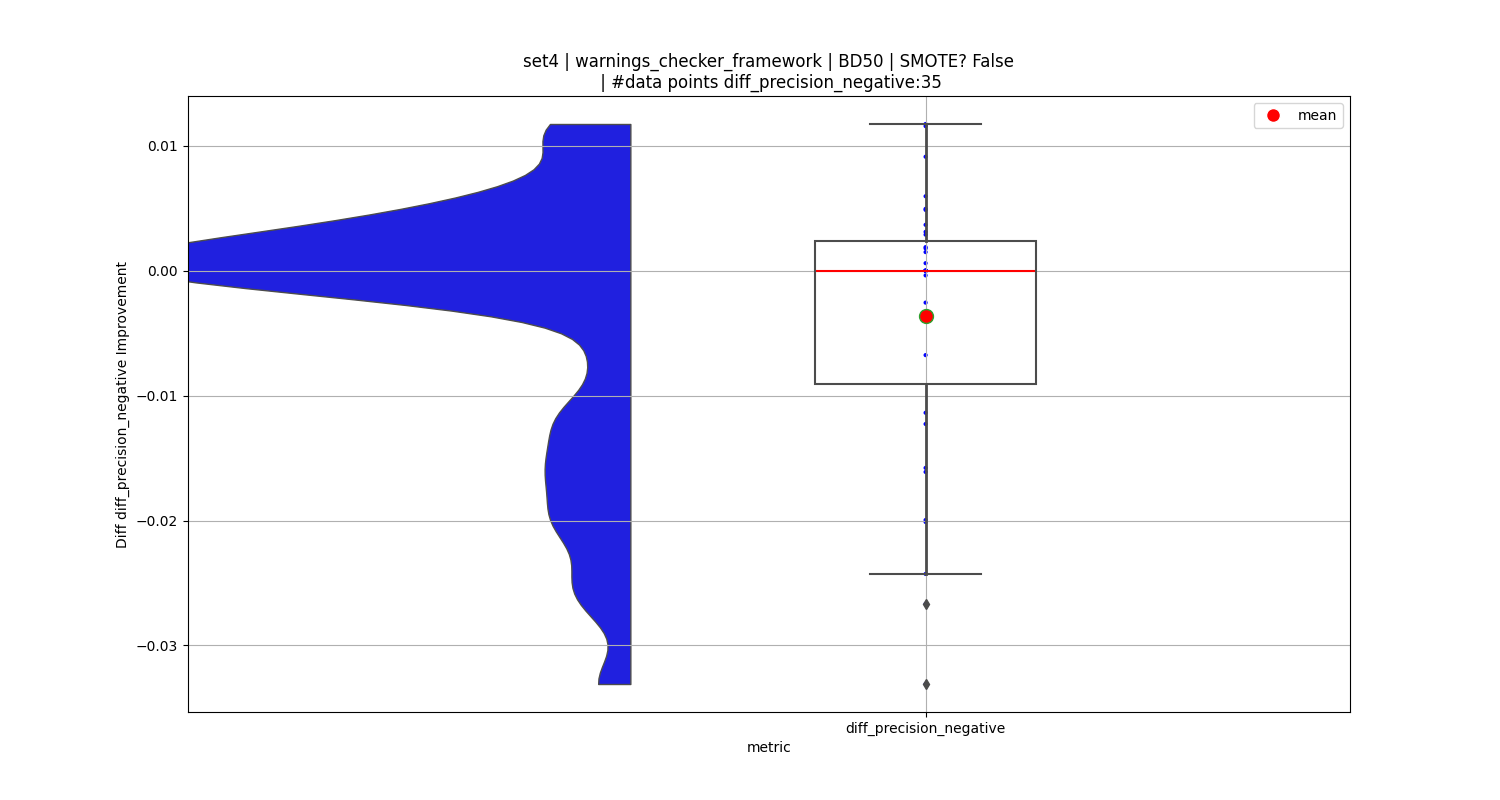 set4 | warnings_checker_framework | BD50 | SMOTE? False
| #data points diff_precision_negative:35
mean
0.01
0.00
−0.01
−0.02
−0.03
Diff diff_precision_negative Improvement
diff_precision_negative
metric